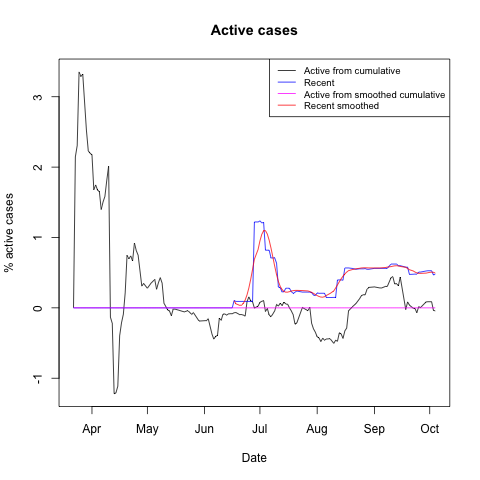 Active cases
Active from cumulative
Recent
Active from smoothed cumulative
Recent smoothed
% active cases
3
2
1
0
-1
Apr May Jun Jul Aug Sep Oct
Date